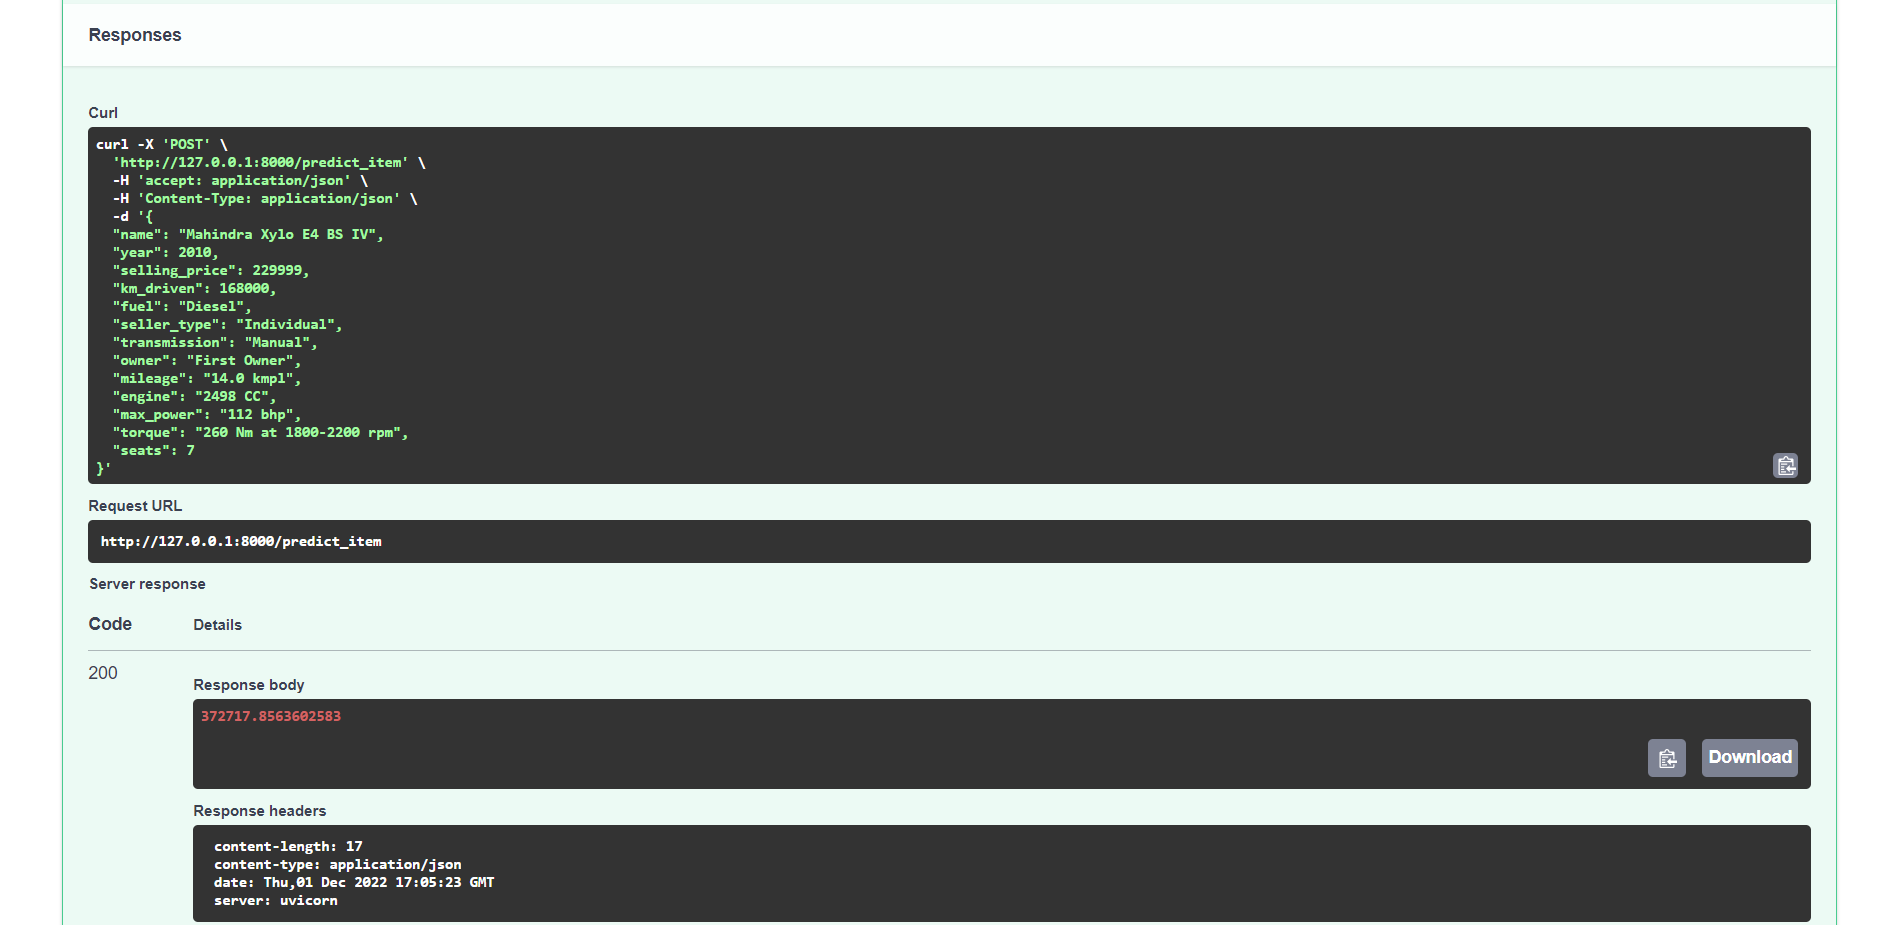 Responses
Curl
curl -X 'POST' \
  'http://127.0.0.1:8000/predict_item' \
  -H 'accept: application/json' \
  -H 'Content-Type: application/json' \
  -d '{
  "name": "Mahindra Xylo E4 BS IV",
  "year": 2010,
  "selling_price": 229999,
  "km_driven": 168000,
  "fuel": "Diesel",
  "seller_type": "Individual",
  "transmission": "Manual",
  "owner": "First Owner",
  "mileage": "14.0 kmpl",
  "engine": "2498 CC",
  "max_power": "112 bhp",
  "torque": "260 Nm at 1800-2200 rpm",
  "seats": 7
}'
Request URL
http://127.0.0.1:8000/predict_item
Server response
Code Details
200
Response body
372717.8563602583
Download
Response headers
content-length: 17
content-type: application/json
date: Thu,01 Dec 2022 17:05:23 GMT
server: uvicorn